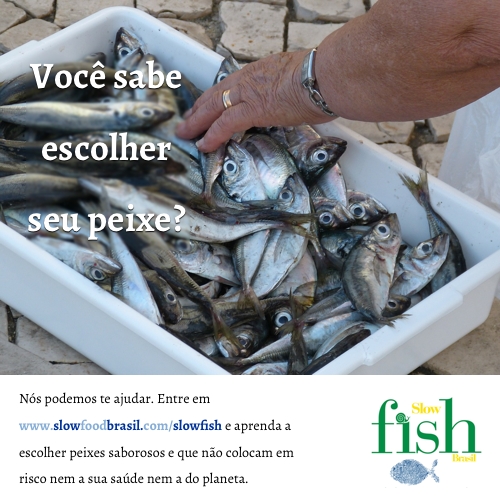 Você sabe
escolher
seu peixe?
Nós podemos te ajudar. Entre em
www.slowfoodbrasil.com/slowfish e aprenda a
escolher peixes saborosos e que não colocam em
risco nem a sua saúde nem a do planeta.
Slow
fish
Brasil